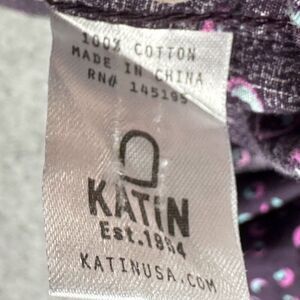 100% COTTON
MADE IN CHINA
RN# 145195
KATIN
Est.1954
KATINUSA.COM